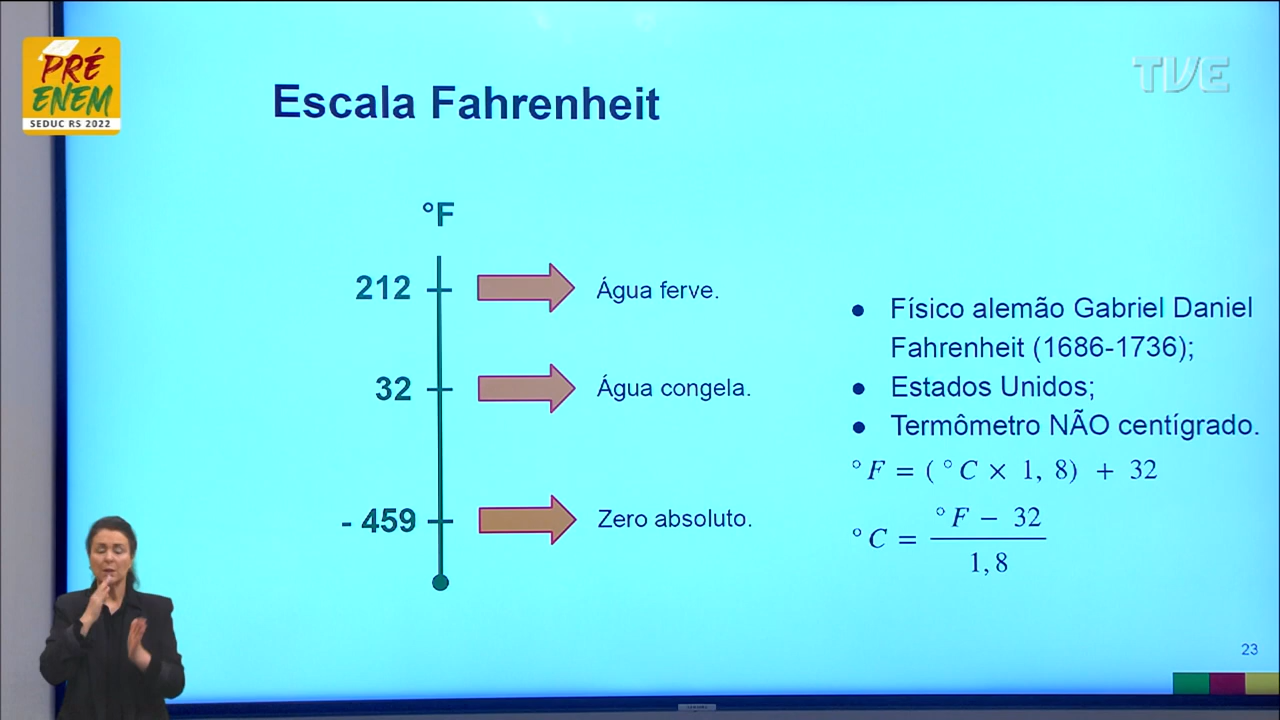 PRÉ
ENEM
SEDUC RS 2022
TVE
Escala Fahrenheit
°F
212
Água ferve.
32
Água congela.
- 459
Zero absoluto.
● Físico alemão Gabriel Daniel
Fahrenheit (1686-1736);
● Estados Unidos;
● Termômetro NÃO centígrado.
°F = (°C × 1, 8) + 32
°C = °F − 32
1,8
23